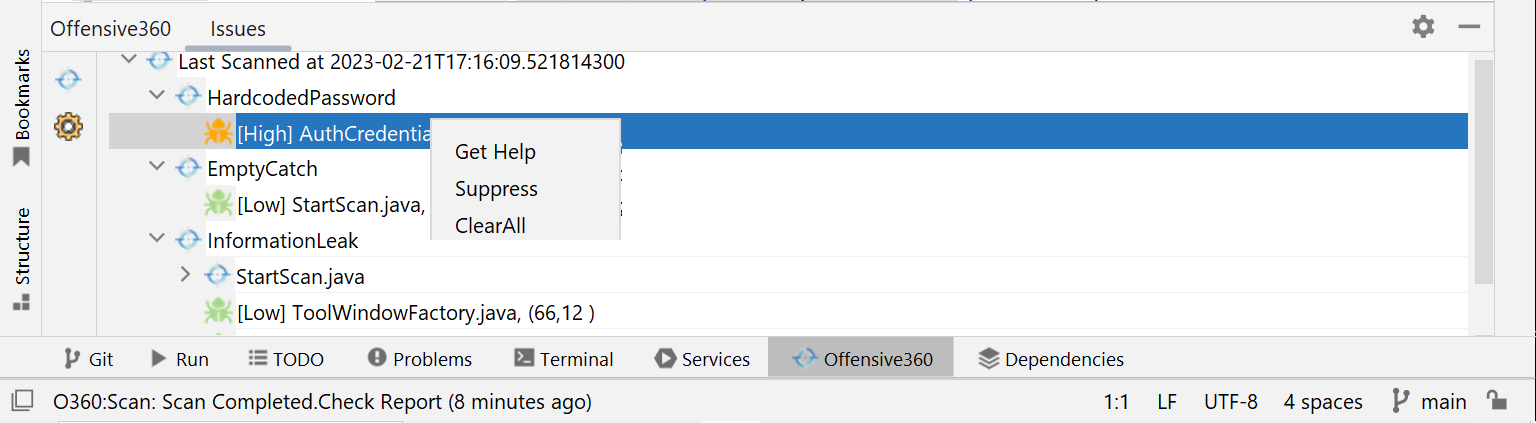 Offensive360 Issues
Bookmarks
Structure
Last Scanned at 2023-02-21T17:16:09.521814300
HardcodedPassword
[High]
EmptyCatch
[Low] StartScan.java,
InformationLeak
StartScan.java
[Low] ToolWindowFactory.java, (66,12 )
Get Help
Suppress
ClearAll
Git Run TODO Problems Terminal Services Offensive360 Dependencies
O360:Scan: Scan Completed.Check Report (8 minutes ago) 1:1 LF UTF-8 4 spaces main